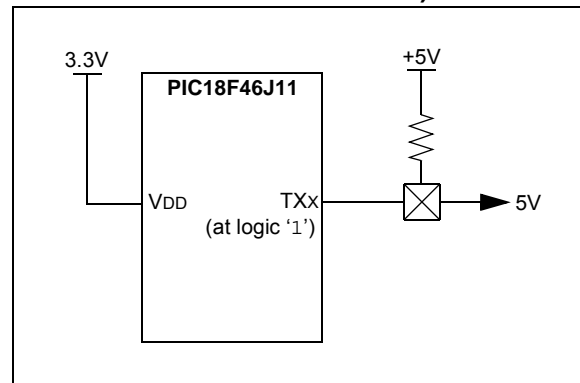 3.3V
+5V
PIC18F46J11
VDD
TXX
(at logic ‘1’)
5V